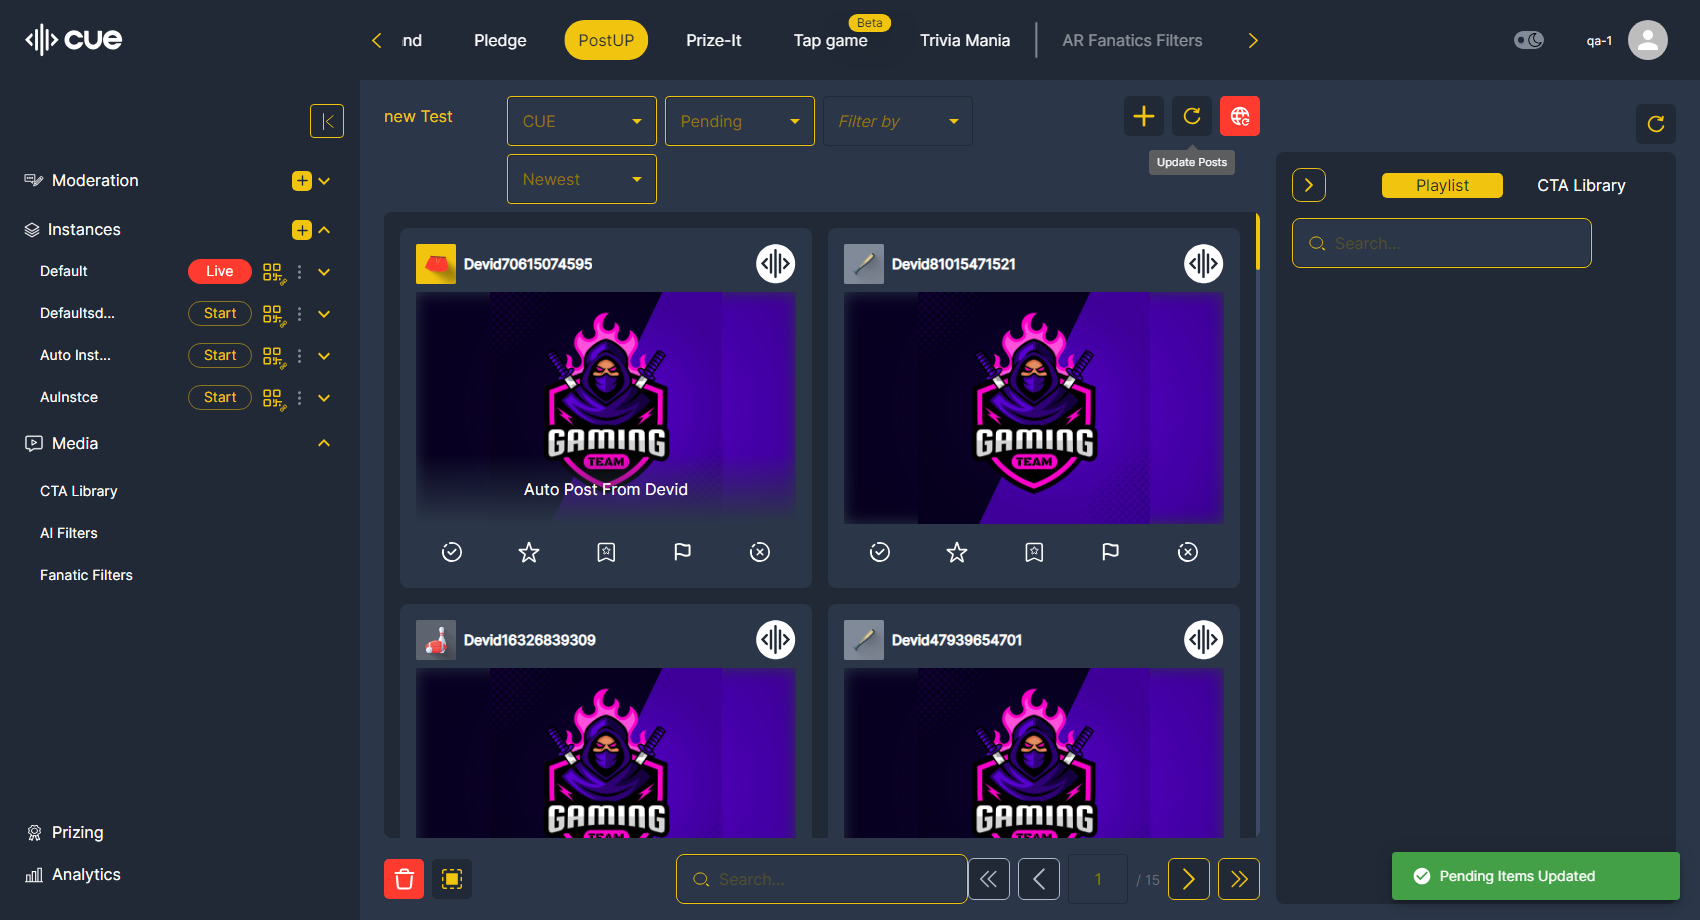 cue
nd
Pledge
PostUP
Prize-It
Beta
Tap game
Trivia Mania
AR Fanatics Filters
qa-1
new Test
CUE
Pending
Filter by
Newest
Update Posts
Moderation
Instances
Default
Live
Defaultsd...
Start
Auto Inst...
Start
AuInstce
Start
Media
CTA Library
AI Filters
Fanatic Filters
Prizing
Analytics
Devid70615074595
GAMING
TEAM
Auto Post From Devid
Devid81015471521
GAMING
TEAM
Devid16326839309
GAMING
TEAM
Devid47939654701
GAMING
TEAM
Search...
1
/ 15
Playlist
CTA Library
Search...
Pending Items Updated